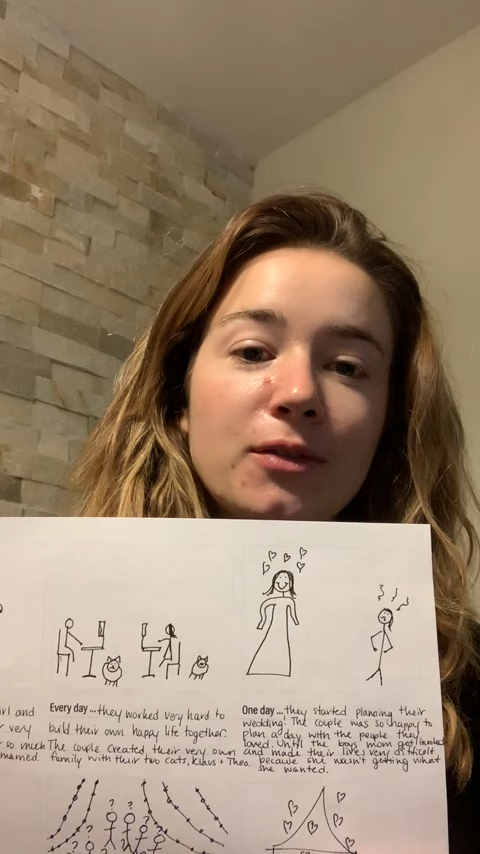 irl and
r very
so much
married.
Every day ... they worked very hard to
build their own happy life together.
The couple created their very own
family with their two cats, Klaus + Theo.
One day ... they started planning their
wedding! The couple was so happy to
plan a day with the people they
loved. Until the boys mom got involved
and made their lives very difficult
because she wasn't getting what
she wanted.
? ? ? ? ?